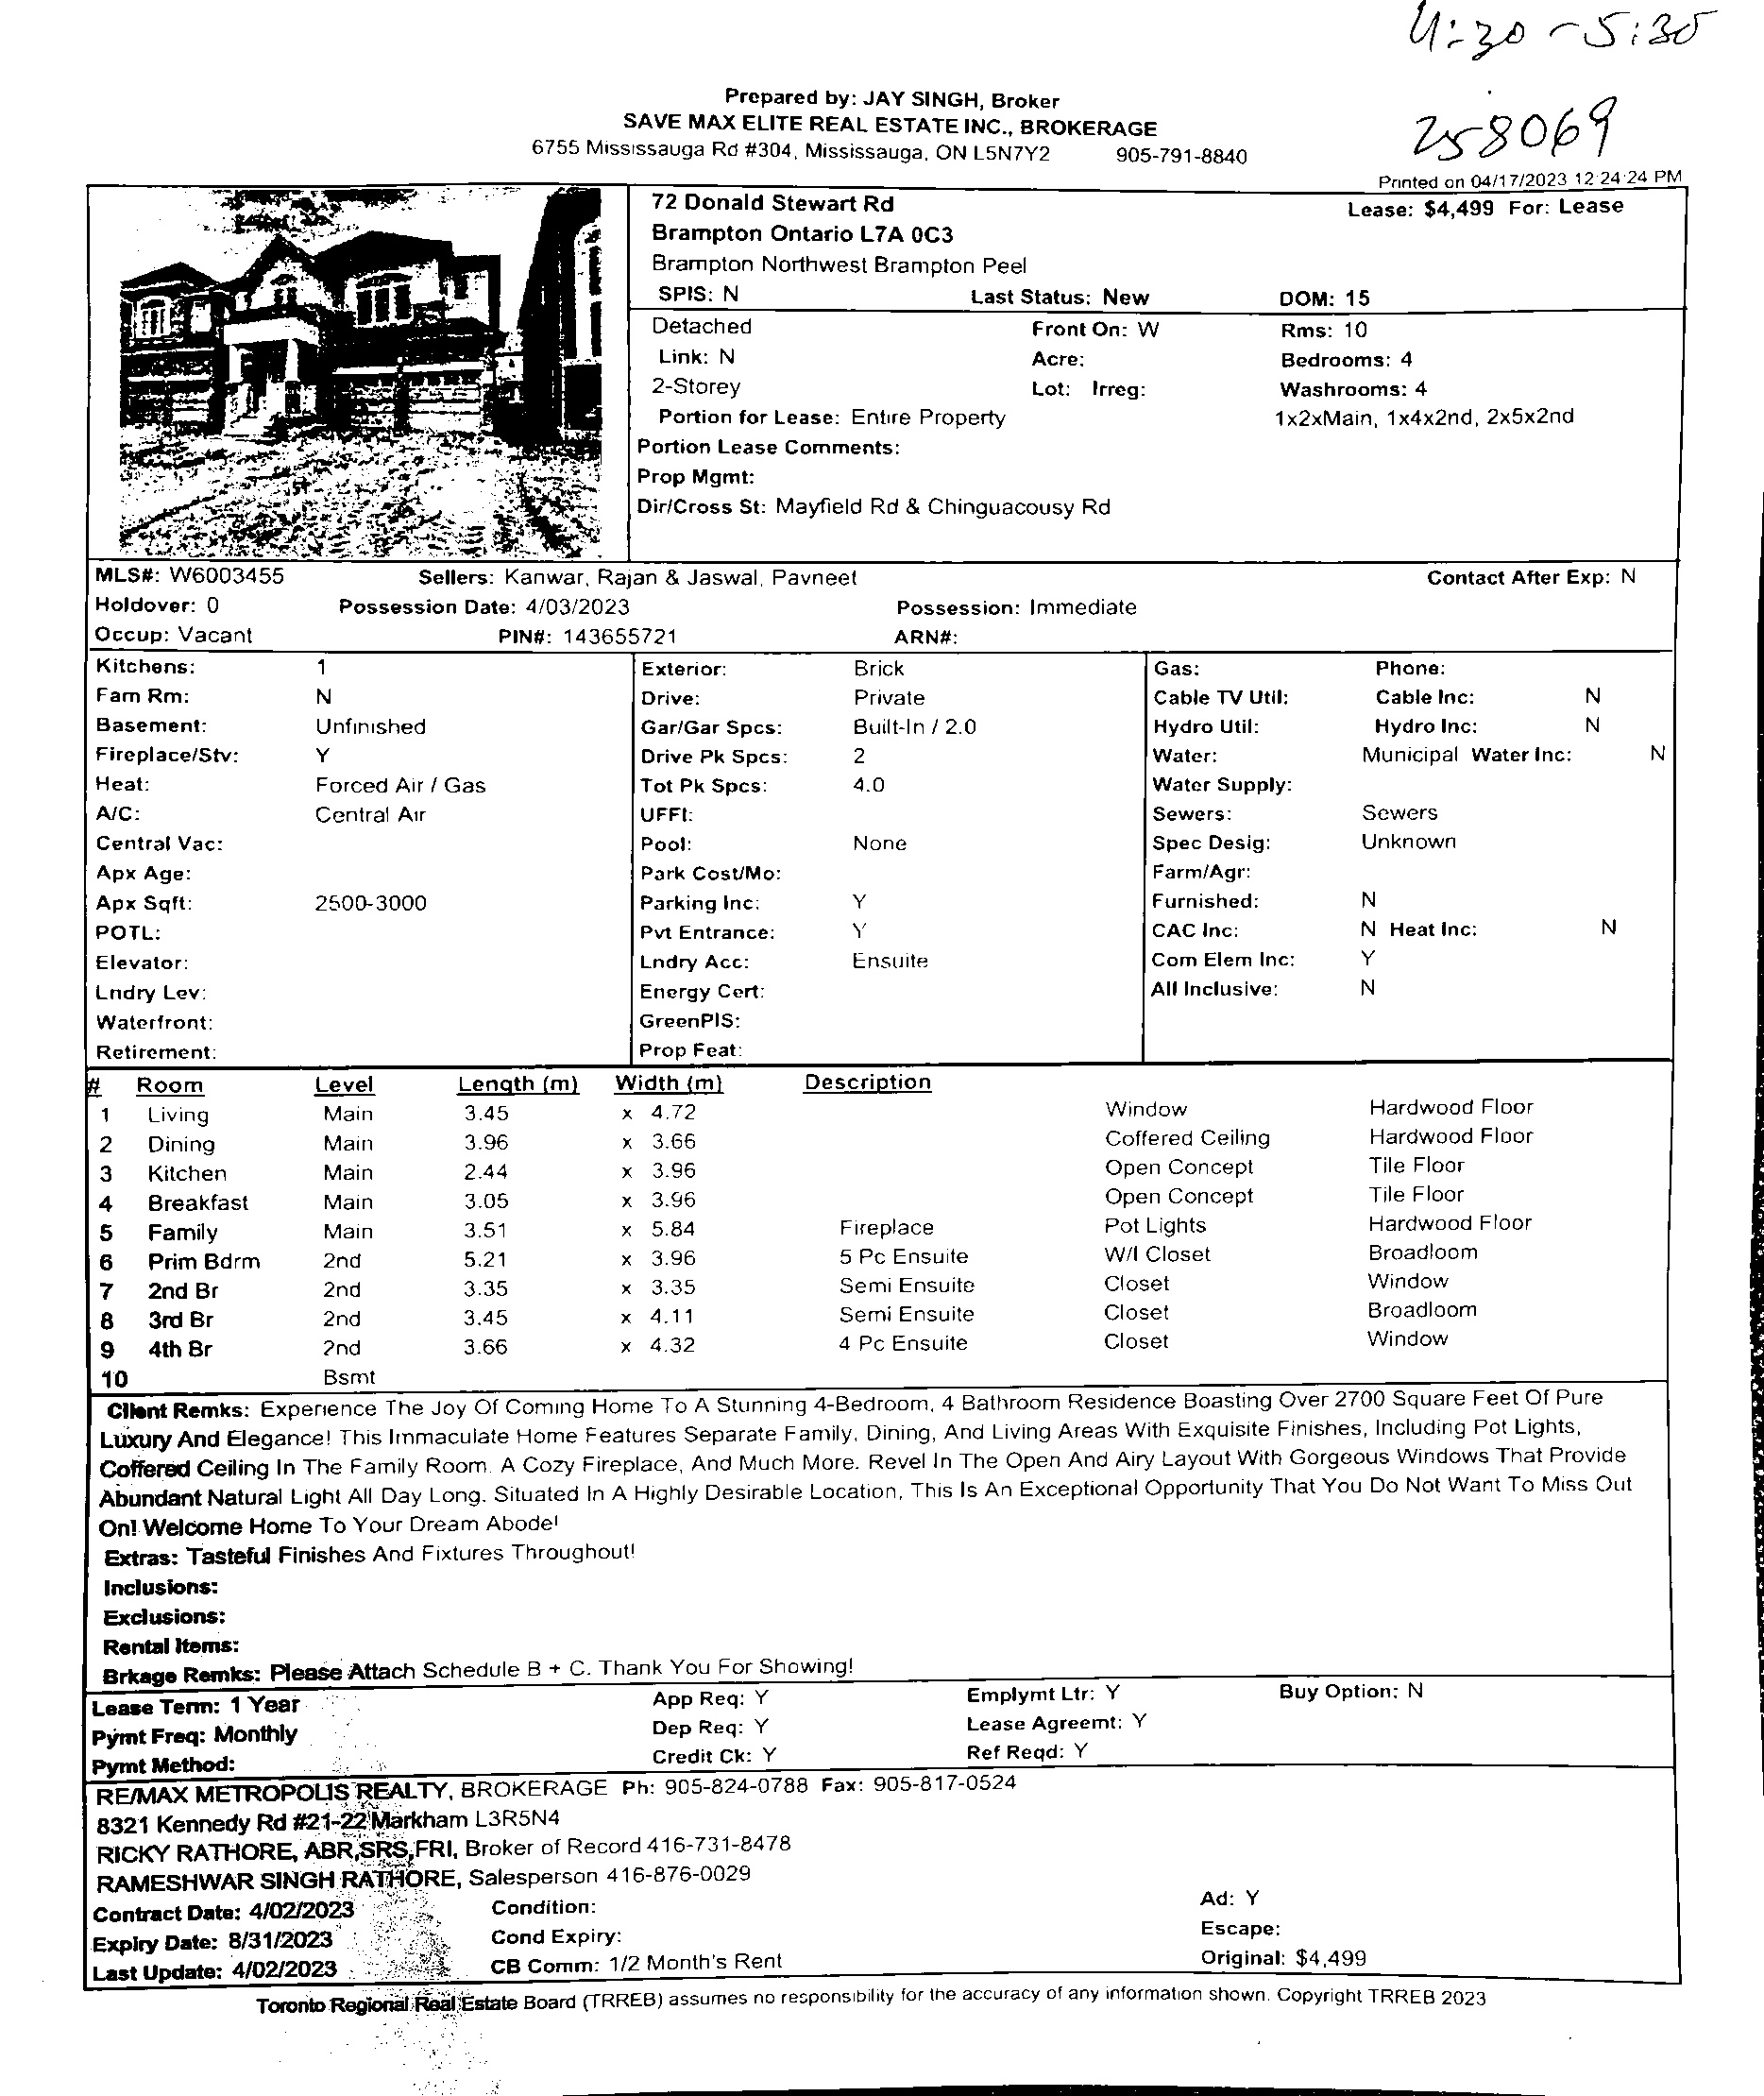 4:30 - 5:30
Prepared by: JAY SINGH, Broker
SAVE MAX ELITE REAL ESTATE INC., BROKERAGE
6755 Mississauga Rd #304, Mississauga, ON L5N7Y2 905-791-8840
258069
Printed on 04/17/2023 12:24:24 PM
72 Donald Stewart Rd Lease: $4,499 For: Lease
Brampton Ontario L7A 0C3
Brampton Northwest Brampton Peel
SPIS: N Last Status: New DOM: 15
Detached Front On: W Rms: 10
Link: N Acre: Bedrooms: 4
2-Storey Lot: Irreg: Washrooms: 4
Portion for Lease: Entire Property 1x2xMain, 1x4x2nd, 2x5x2nd
Portion Lease Comments:
Prop Mgmt:
Dir/Cross St: Mayfield Rd & Chinguacousy Rd
MLS#: W6003455 Sellers: Kanwar, Rajan & Jaswal, Pavneet Contact After Exp: N
Holdover: 0 Possession Date: 4/03/2023 Possession: Immediate
Occup: Vacant PIN#: 143655721 ARN#:
Kitchens: 1 Exterior: Brick Gas: Phone:
Fam Rm: N Drive: Private Cable TV Util: Cable Inc: N
Basement: Unfinished Gar/Gar Spcs: Built-In / 2.0 Hydro Util: Hydro Inc: N
Fireplace/Stv: Y Drive Pk Spcs: 2 Water: Municipal Water Inc: N
Heat: Forced Air / Gas Tot Pk Spcs: 4.0 Water Supply:
A/C: Central Air UFFI: Sewers: Sewers
Central Vac: Pool: None Spec Desig: Unknown
Apx Age: Park Cost/Mo: Farm/Agr:
Apx Sqft: 2500-3000 Parking Inc: Y Furnished: N
POTL: Pvt Entrance: Y CAC Inc: N Heat Inc: N
Elevator: Lndry Acc: Ensuite Com Elem Inc: Y
Lndry Lev: Energy Cert: All Inclusive: N
Waterfront: GreenPIS:
Retirement: Prop Feat:
# Room Level Length (m) Width (m) Description
1 Living Main 3.45 x 4.72 Window Hardwood Floor
2 Dining Main 3.96 x 3.66 Coffered Ceiling Hardwood Floor
3 Kitchen Main 2.44 x 3.96 Open Concept Tile Floor
4 Breakfast Main 3.05 x 3.96 Open Concept Tile Floor
5 Family Main 3.51 x 5.84 Fireplace Pot Lights Hardwood Floor
6 Prim Bdrm 2nd 5.21 x 3.96 5 Pc Ensuite W/I Closet Broadloom
7 2nd Br 2nd 3.35 x 3.35 Semi Ensuite Closet Window
8 3rd Br 2nd 3.45 x 4.11 Semi Ensuite Closet Broadloom
9 4th Br 2nd 3.66 x 4.32 4 Pc Ensuite Closet Window
10 Bsmt
Client Remks: Experience The Joy Of Coming Home To A Stunning 4-Bedroom, 4 Bathroom Residence Boasting Over 2700 Square Feet Of Pure
Luxury And Elegance! This Immaculate Home Features Separate Family, Dining, And Living Areas With Exquisite Finishes, Including Pot Lights,
Coffered Ceiling In The Family Room. A Cozy Fireplace, And Much More. Revel In The Open And Airy Layout With Gorgeous Windows That Provide
Abundant Natural Light All Day Long. Situated In A Highly Desirable Location, This Is An Exceptional Opportunity That You Do Not Want To Miss Out
On! Welcome Home To Your Dream Abode!
Extras: Tasteful Finishes And Fixtures Throughout!
Inclusions:
Exclusions:
Rental Items:
Brkage Remks: Please Attach Schedule B + C. Thank You For Showing!
Lease Term: 1 Year App Req: Y Emplymt Ltr: Y Buy Option: N
Pymt Freq: Monthly Dep Req: Y Lease Agreemt: Y
Pymt Method: Credit Ck: Y Ref Reqd: Y
RE/MAX METROPOLIS REALTY, BROKERAGE Ph: 905-824-0788 Fax: 905-817-0524
8321 Kennedy Rd #21-22 Markham L3R5N4
RICKY RATHORE, ABR,SRS,FRI, Broker of Record 416-731-8478
RAMESHWAR SINGH RATHORE, Salesperson 416-876-0029
Contract Date: 4/02/2023 Condition: Ad: Y
Expiry Date: 8/31/2023 Cond Expiry: Escape:
Last Update: 4/02/2023 CB Comm: 1/2 Month's Rent Original: $4,499
Toronto Regional Real Estate Board (TRREB) assumes no responsibility for the accuracy of any information shown. Copyright TRREB 2023